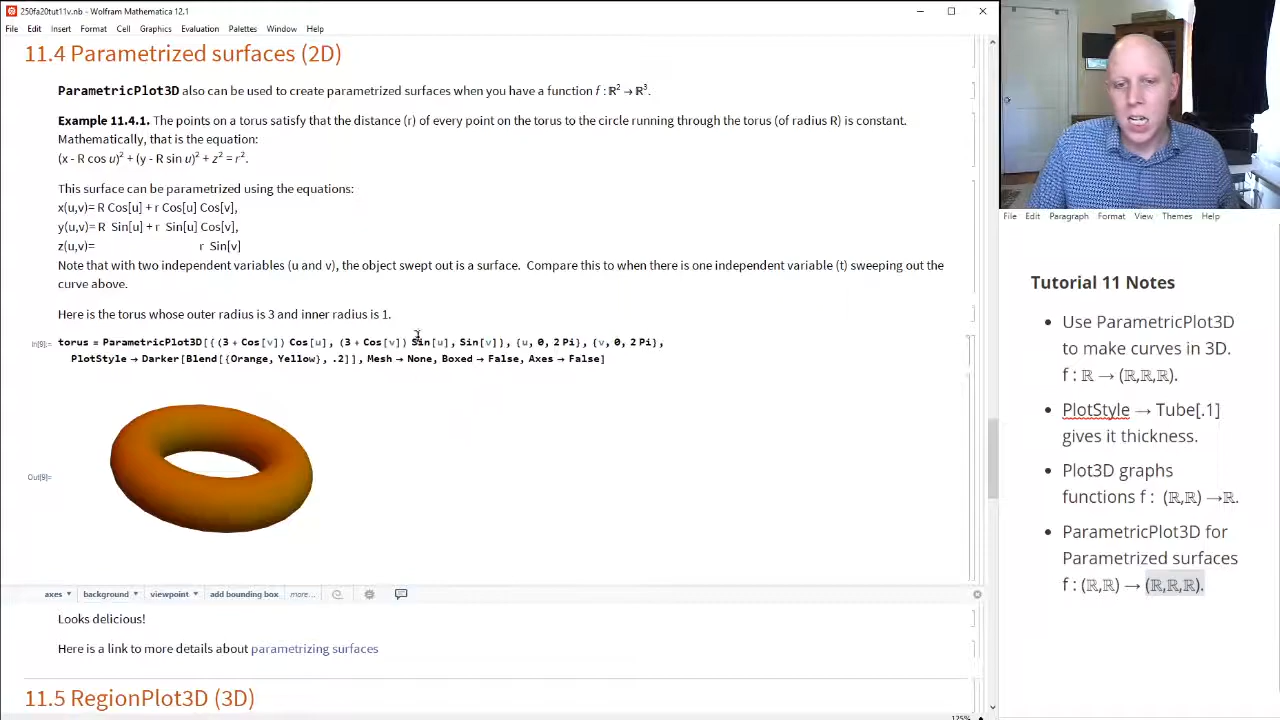 250fa20tut11v.nb - Wolfram Mathematica 12.1
File Edit Insert Format Cell Graphics Evaluation Palettes Window Help
11.4 Parametrized surfaces (2D)
ParametricPlot3D also can be used to create parametrized surfaces when you have a function f : ℝ² → ℝ³.
Example 11.4.1. The points on a torus satisfy that the distance (r) of every point on the torus to the circle running through the torus (of radius R) is constant.
Mathematically, that is the equation:
(x - R cos u)² + (y - R sin u)² + z² = r².
This surface can be parametrized using the equations:
x(u,v)= R Cos[u] + r Cos[u] Cos[v],
y(u,v)= R Sin[u] + r Sin[u] Cos[v],
z(u,v)= r Sin[v]
Note that with two independent variables (u and v), the object swept out is a surface. Compare this to when there is one independent variable (t) sweeping out the
curve above.
Here is the torus whose outer radius is 3 and inner radius is 1.
In[9]:= torus = ParametricPlot3D[{(3 + Cos[v]) Cos[u], (3 + Cos[v]) Sin[u], Sin[v]}, {u, 0, 2 Pi}, {v, 0, 2 Pi},
PlotStyle → Darker[Blend[{Orange, Yellow}, .2]], Mesh → None, Boxed → False, Axes → False]
Out[9]=
axes background viewpoint add bounding box more...
Looks delicious!
Here is a link to more details about parametrizing surfaces
11.5 RegionPlot3D (3D)
125%
File Edit Paragraph Format View Themes Help
Tutorial 11 Notes
• Use ParametricPlot3D
to make curves in 3D.
f : ℝ → (ℝ,ℝ,ℝ).
• PlotStyle → Tube[.1]
gives it thickness.
• Plot3D graphs
functions f : (ℝ,ℝ) →ℝ.
• ParametricPlot3D for
Parametrized surfaces
f : (ℝ,ℝ) → (ℝ,ℝ,ℝ).